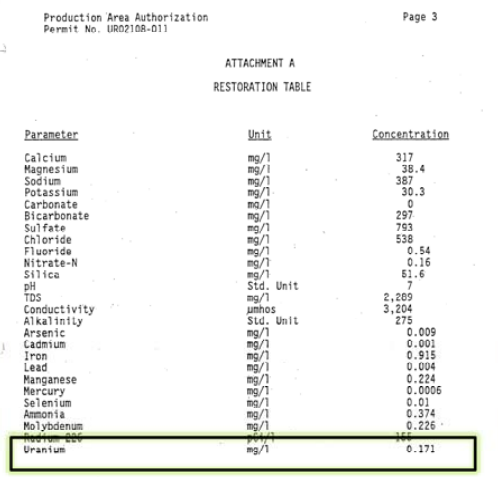 Production Area Authorization Page 3
Permit No. UR02108-011
ATTACHMENT A
RESTORATION TABLE
Parameter Unit Concentration
Calcium mg/l 317
Magnesium mg/l 38.4
Sodium mg/l 387
Potassium mg/l 30.3
Carbonate mg/l 0
Bicarbonate mg/l 297
Sulfate mg/l 793
Chloride mg/l 538
Fluoride mg/l 0.54
Nitrate-N mg/l 0.16
Silica mg/l 51.6
pH Std. Unit 7
TDS mg/l 2,289
Conductivity µmhos 3,204
Alkalinity Std. Unit 275
Arsenic mg/l 0.009
Cadmium mg/l 0.001
Iron mg/l 0.915
Lead mg/l 0.004
Manganese mg/l 0.224
Mercury mg/l 0.0006
Selenium mg/l 0.01
Ammonia mg/l 0.374
Molybdenum mg/l 0.226
Radium 226 pCi/l 155
Uranium mg/l 0.171